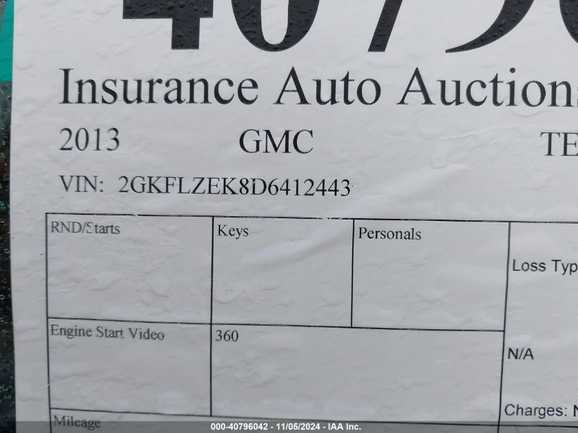 Insurance Auto Auctions
2013 GMC TE
VIN: 2GKFLZEK8D6412443
RND/Starts Keys Personals
Loss Typ
Engine Start Video 360
N/A
Charges: N
Mileage
000-40796042 - 11/05/2024 - IAA Inc.